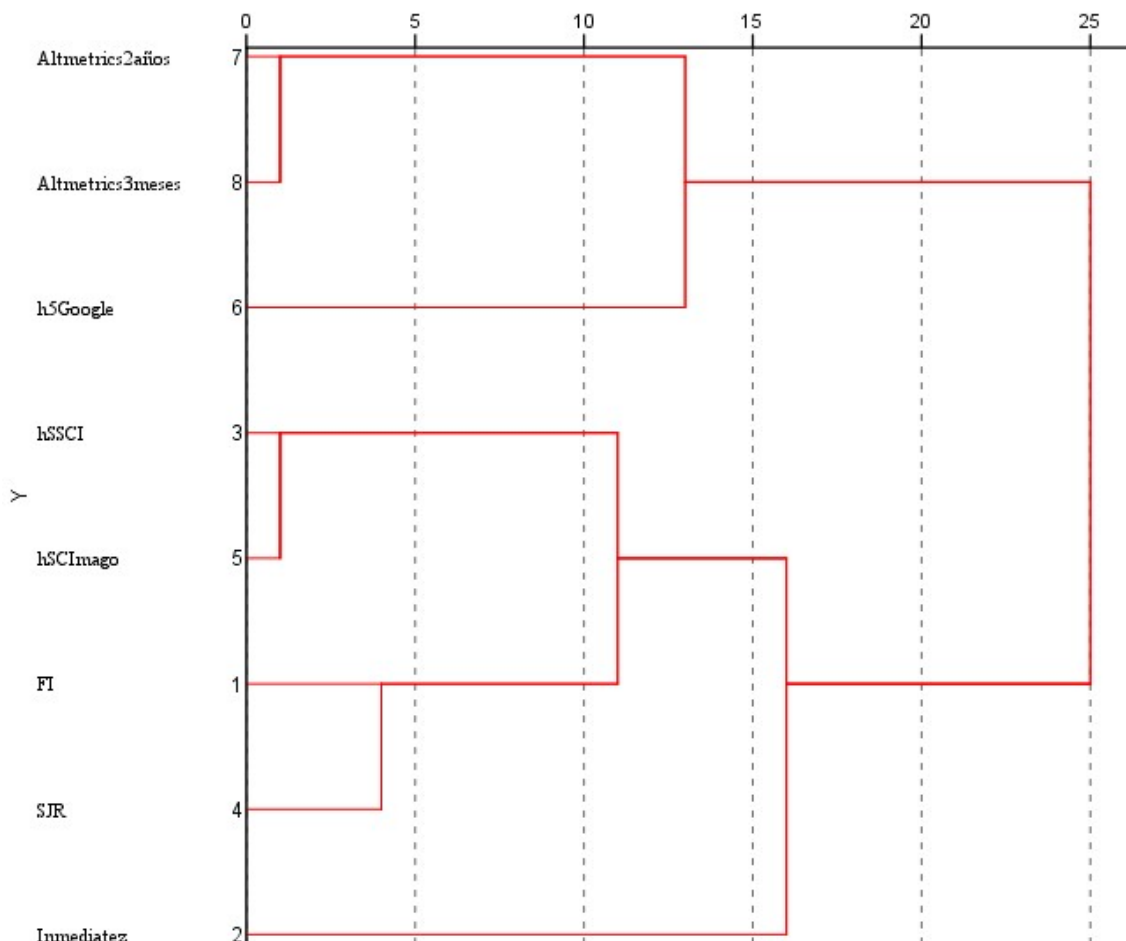 0 5 10 15 20 25
Altmetrics2años 7
Altmetrics3meses 8
h5Google 6
hSSCI 3
Y
hSCImago 5
FI 1
SJR 4
Inmediatez 2